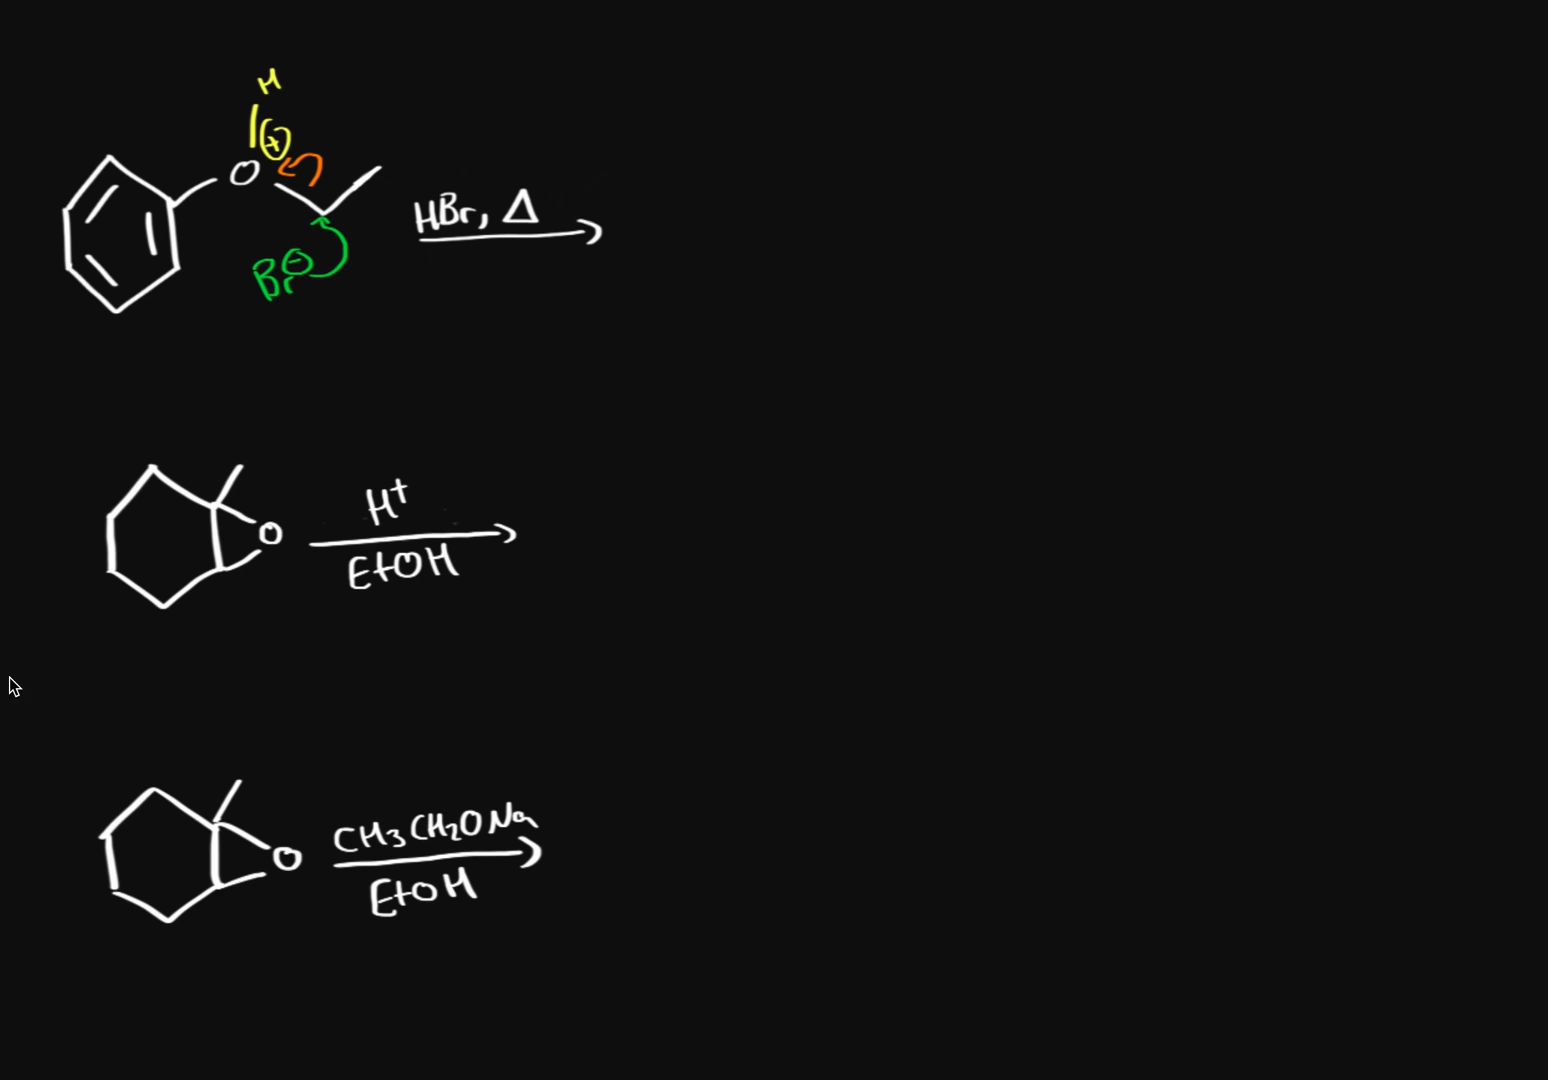 H
⊕
O
HBr, Δ
Br⊖
H⁺
O
EtOH
CH₃CH₂ONa
O
EtOH